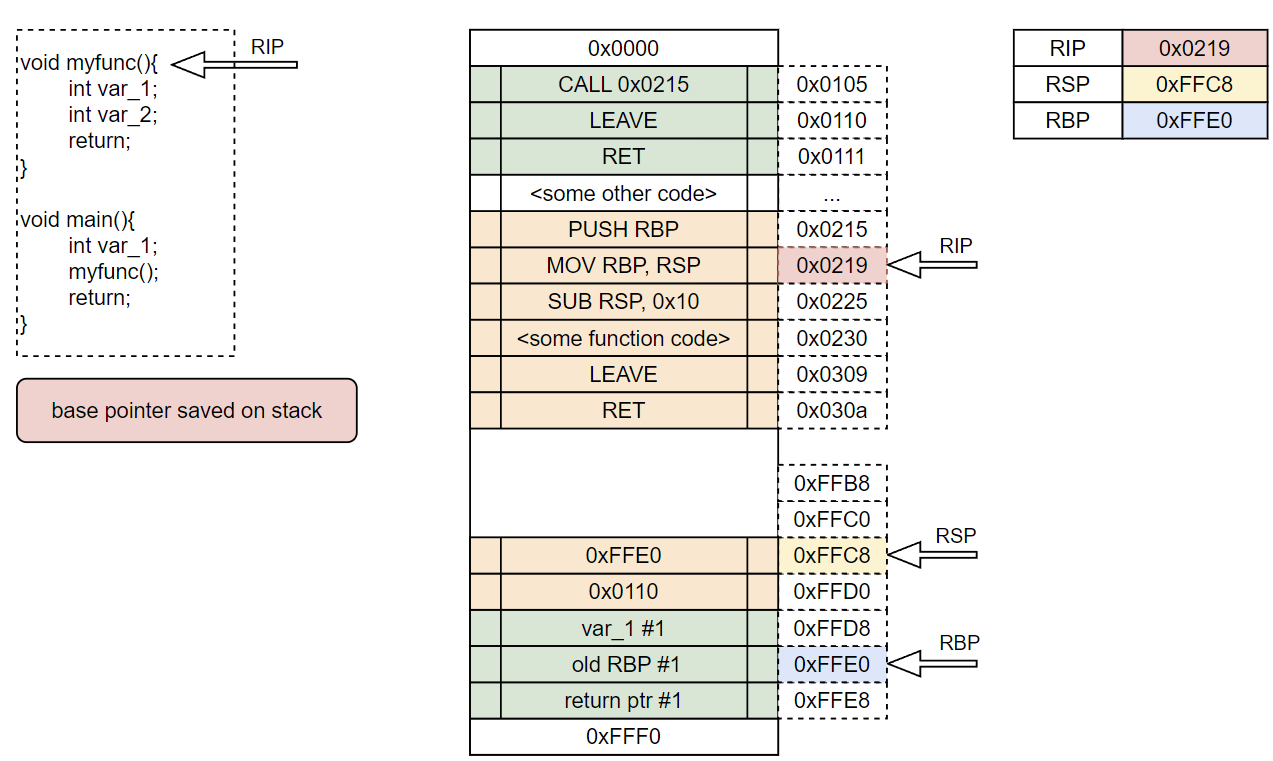 void myfunc(){
int var_1;
int var_2;
return;
}
void main(){
int var_1;
myfunc();
return;
}
RIP
base pointer saved on stack
0x0000
CALL 0x0215 0x0105
LEAVE 0x0110
RET 0x0111
<some other code> ...
PUSH RBP 0x0215
MOV RBP, RSP 0x0219 RIP
SUB RSP, 0x10 0x0225
<some function code> 0x0230
LEAVE 0x0309
RET 0x030a
0xFFB8
0xFFC0
0xFFE0 0xFFC8 RSP
0x0110 0xFFD0
var_1 #1 0xFFD8
old RBP #1 0xFFE0 RBP
return ptr #1 0xFFE8
0xFFF0
RIP 0x0219
RSP 0xFFC8
RBP 0xFFE0